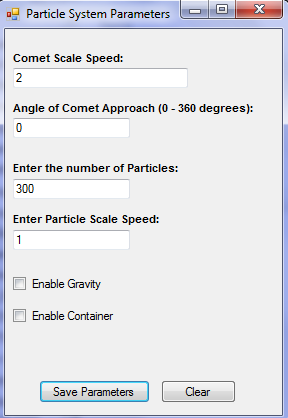 Particle System Parameters
Comet Scale Speed:
2
Angle of Comet Approach (0 - 360 degrees):
0
Enter the number of Particles:
300
Enter Particle Scale Speed:
1
Enable Gravity
Enable Container
Save Parameters Clear